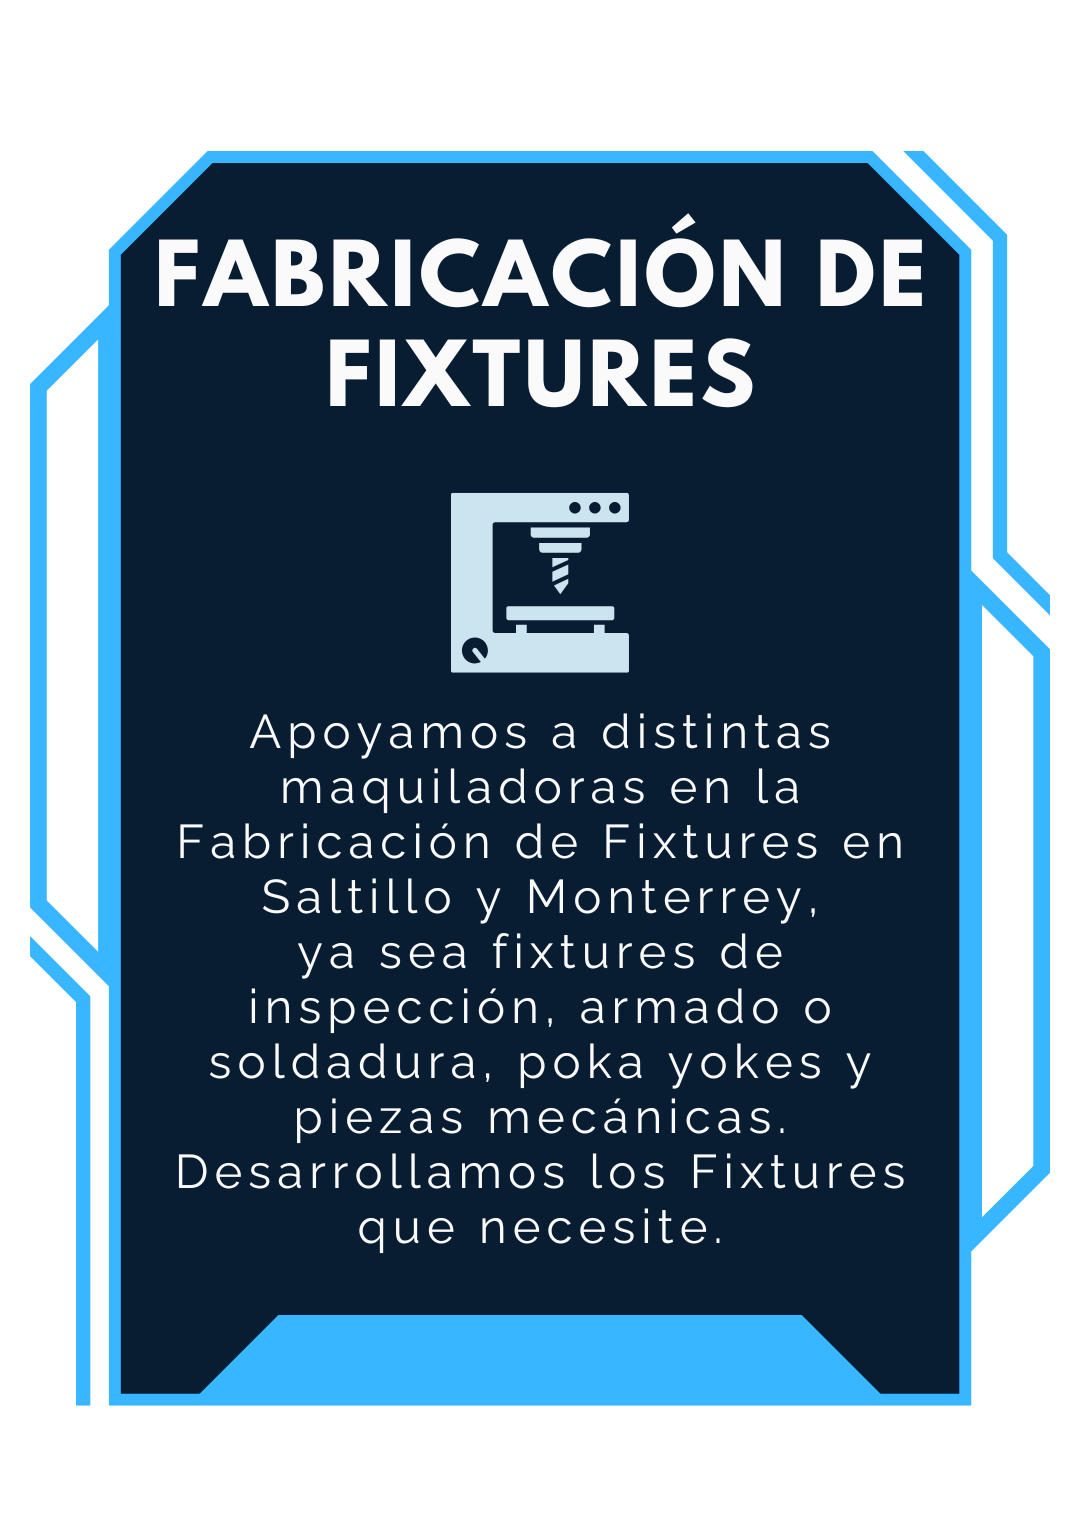 FABRICACIÓN DE
FIXTURES
Apoyamos a distintas
maquiladoras en la
Fabricación de Fixtures en
Saltillo y Monterrey,
ya sea fixtures de
inspección, armado o
soldadura, poka yokes y
piezas mecánicas.
Desarrollamos los Fixtures
que necesite.